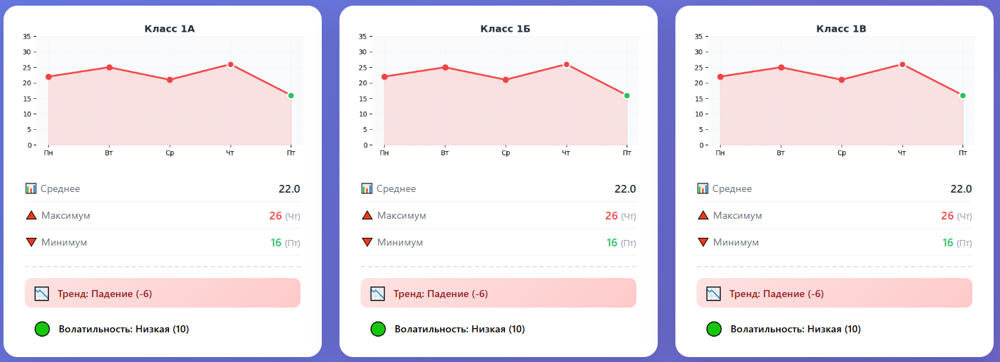 Класс 1А
35
30
25
20
15
10
5
0
Пн Вт Ср Чт Пт
Среднее 22.0
Максимум 26 (Чт)
Минимум 16 (Пт)
Тренд: Падение (-6)
Волатильность: Низкая (10)
Класс 1Б
35
30
25
20
15
10
5
0
Пн Вт Ср Чт Пт
Среднее 22.0
Максимум 26 (Чт)
Минимум 16 (Пт)
Тренд: Падение (-6)
Волатильность: Низкая (10)
Класс 1В
35
30
25
20
15
10
5
0
Пн Вт Ср Чт Пт
Среднее 22.0
Максимум 26 (Чт)
Минимум 16 (Пт)
Тренд: Падение (-6)
Волатильность: Низкая (10)